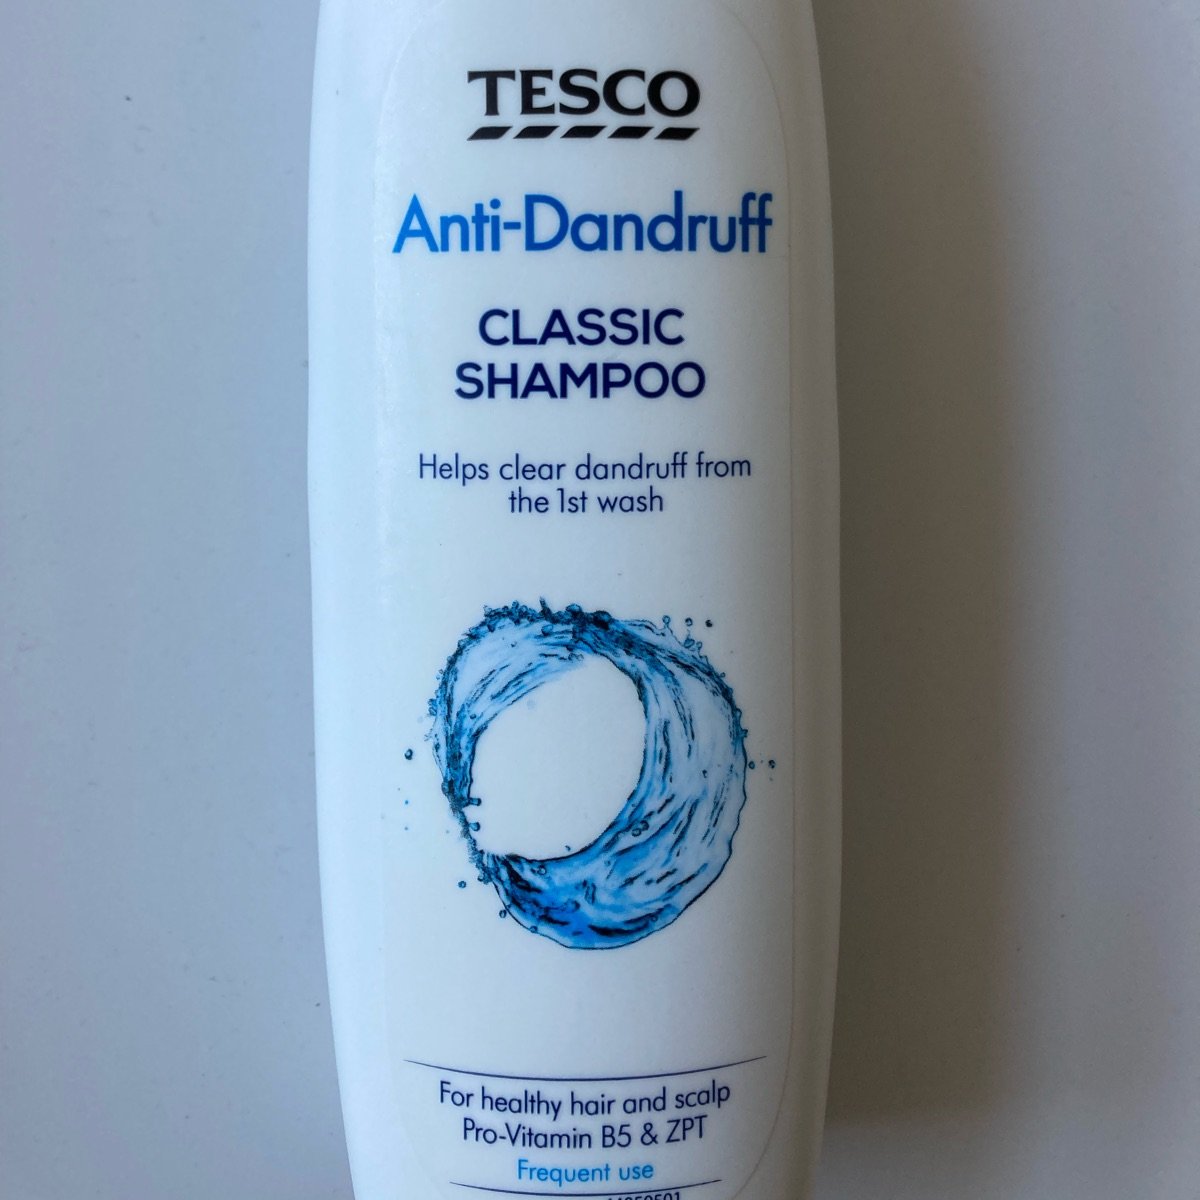 TESCO
Anti-Dandruff
CLASSIC
SHAMPOO
Helps clear dandruff from
the 1st wash
For healthy hair and scalp
Pro-Vitamin B5 & ZPT
Frequent use